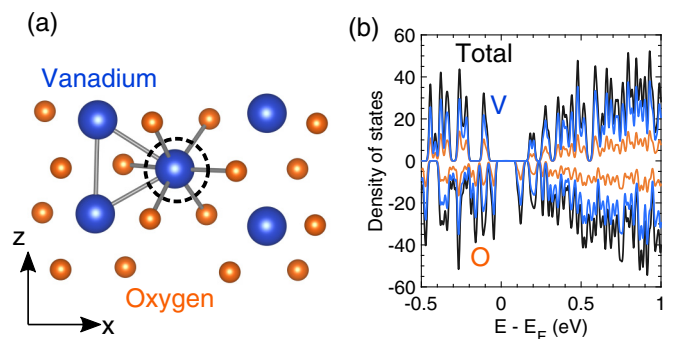 (a)
Vanadium
Oxygen
z
x
(b)
Total
V
O
Density of states
60
40
20
0
-20
-40
-60
-0.5
0
0.5
1
E - E_F (eV)